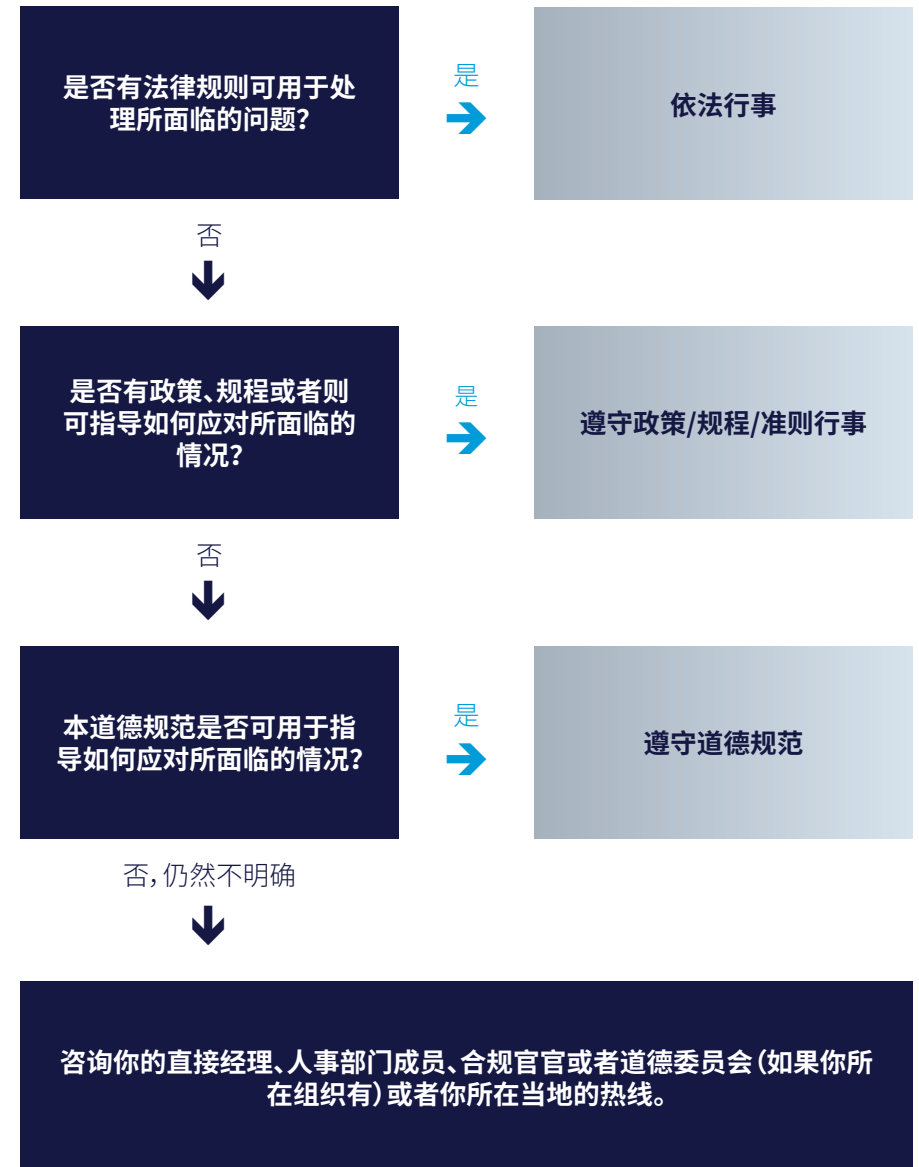 是否有法律规则可用于处
理所面临的问题?
是
依法行事
否
是否有政策、规程或者则
可指导如何应对所面临的
情况?
是
遵守政策/规程/准则行事
否
本道德规范是否可用于指
导如何应对所面临的情况?
是
遵守道德规范
否,仍然不明确
咨询你的直接经理、人事部门成员、合规官官或者道德委员会(如果你所
在组织有)或者你所在当地的热线。